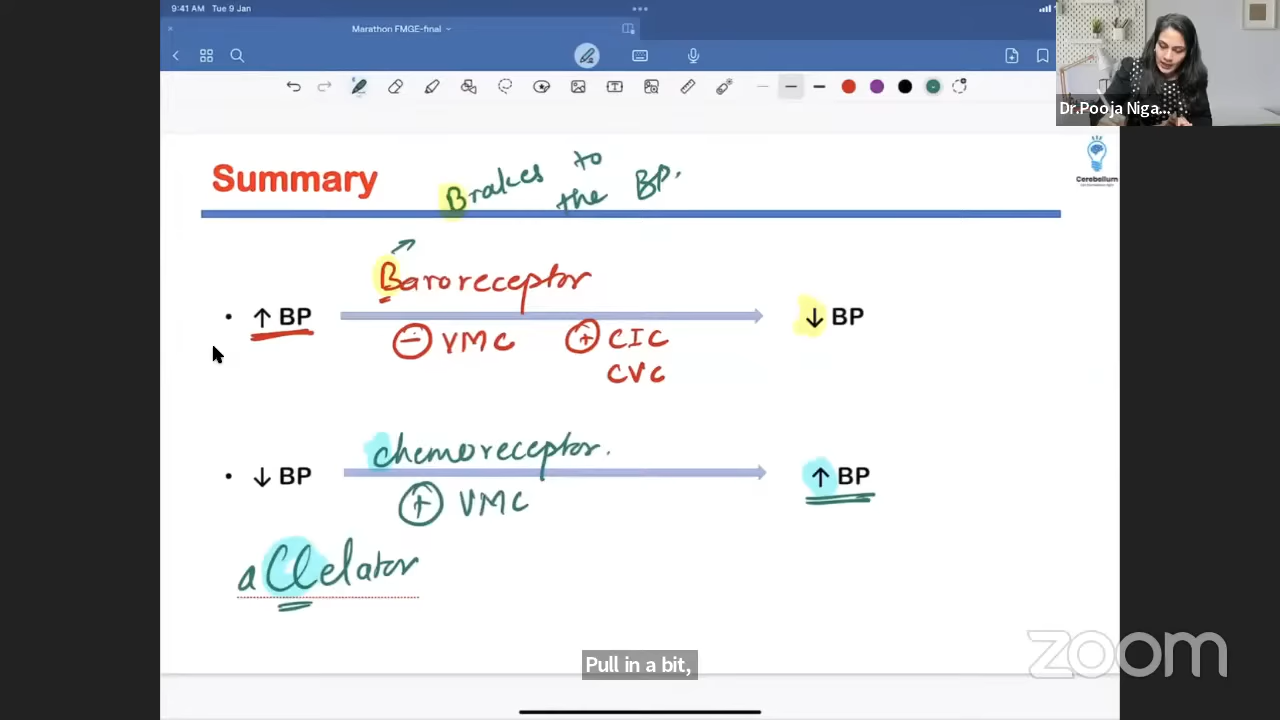 9:41 AM Tue 9 Jan
Marathon FMGE-final
Dr.Pooja Niga...
Cerebellum
Summary
Brakes to the BP.
Baroreceptor
• ↑ BP
↓ BP
⊖ VMC ⊕ CIC
CVC
chemoreceptor.
• ↓ BP
↑ BP
⊕ VMC
aCCelator
Pull in a bit,
zoom